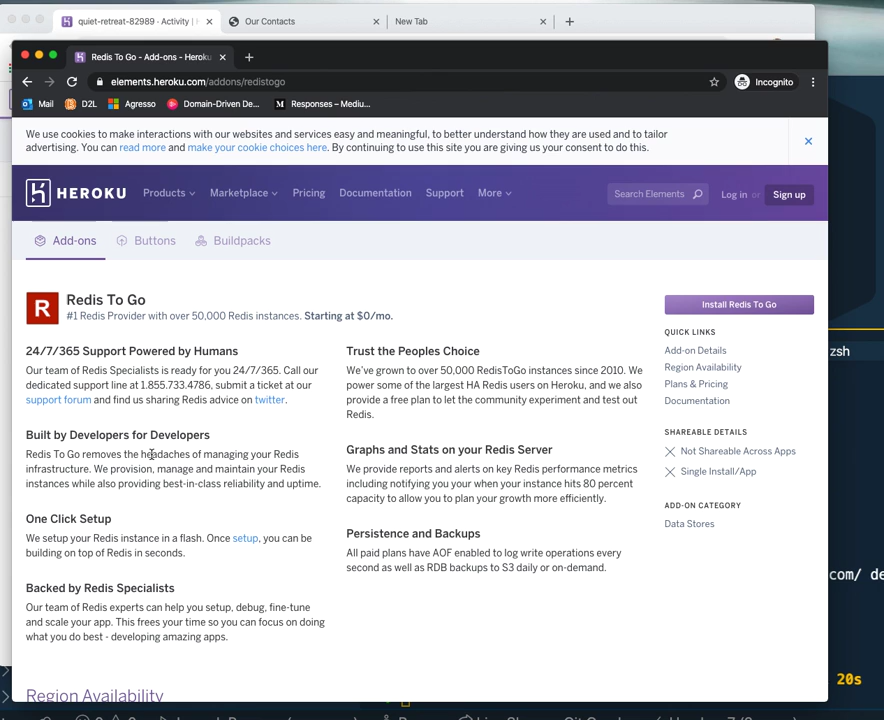 quiet-retreat-82989 · Activity |
Our Contacts
New Tab
Redis To Go - Add-ons - Heroku
elements.heroku.com/addons/redistogo
Incognito
Mail
D2L
Agresso
Domain-Driven De...
Responses – Mediu...
We use cookies to make interactions with our websites and services easy and meaningful, to better understand how they are used and to tailor
advertising. You can read more and make your cookie choices here. By continuing to use this site you are giving us your consent to do this.
HEROKU
Products
Marketplace
Pricing
Documentation
Support
More
Search Elements
Log in or
Sign up
Add-ons
Buttons
Buildpacks
R
Redis To Go
#1 Redis Provider with over 50,000 Redis instances. Starting at $0/mo.
24/7/365 Support Powered by Humans
Our team of Redis Specialists is ready for you 24/7/365. Call our
dedicated support line at 1.855.733.4786, submit a ticket at our
support forum and find us sharing Redis advice on twitter.
Built by Developers for Developers
Redis To Go removes the headaches of managing your Redis
infrastructure. We provision, manage and maintain your Redis
instances while also providing best-in-class reliability and uptime.
One Click Setup
We setup your Redis instance in a flash. Once setup, you can be
building on top of Redis in seconds.
Backed by Redis Specialists
Our team of Redis experts can help you setup, debug, fine-tune
and scale your app. This frees your time so you can focus on doing
what you do best - developing amazing apps.
Trust the Peoples Choice
We've grown to over 50,000 RedisToGo instances since 2010. We
power some of the largest HA Redis users on Heroku, and we also
provide a free plan to let the community experiment and test out
Redis.
Graphs and Stats on your Redis Server
We provide reports and alerts on key Redis performance metrics
including notifying you your when your instance hits 80 percent
capacity to allow you to plan your growth more efficiently.
Persistence and Backups
All paid plans have AOF enabled to log write operations every
second as well as RDB backups to S3 daily or on-demand.
Install Redis To Go
QUICK LINKS
Add-on Details
Region Availability
Plans & Pricing
Documentation
SHAREABLE DETAILS
Not Shareable Across Apps
Single Install/App
ADD-ON CATEGORY
Data Stores
Region Availability
zsh
com/ de
20s